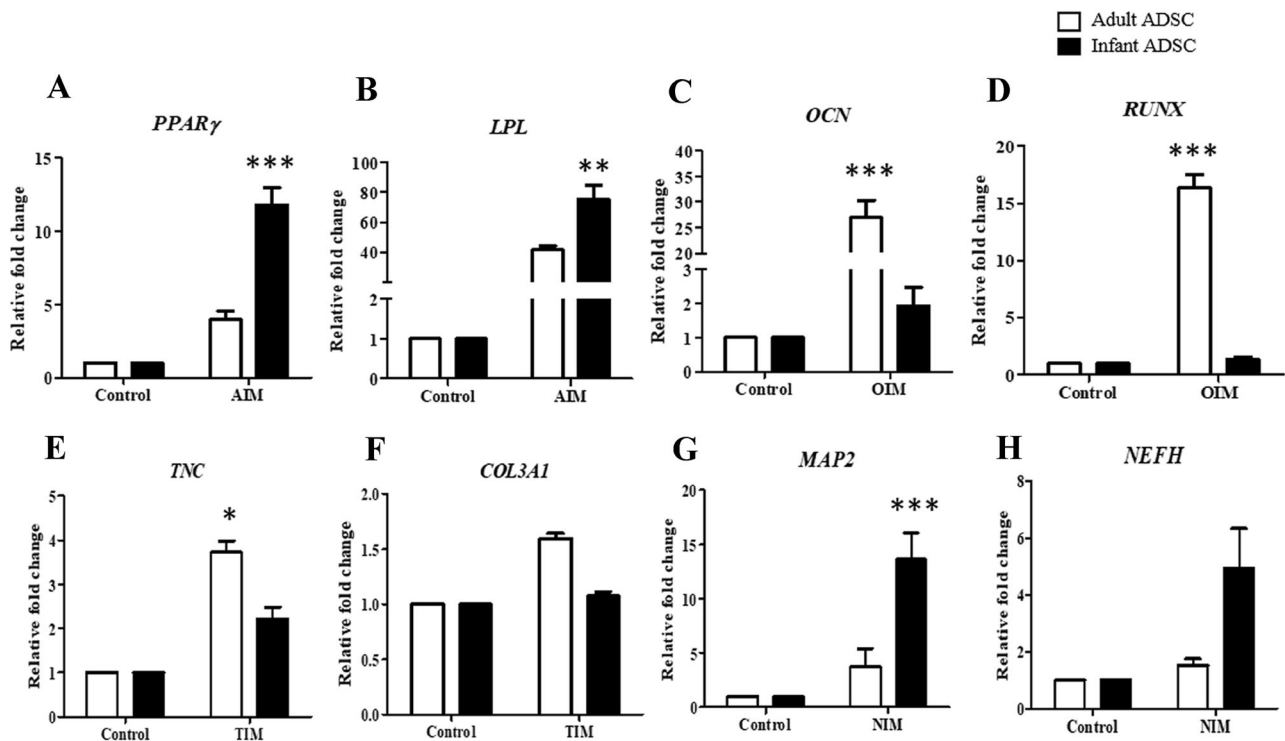 Adult ADSC
Infant ADSC
A
PPARγ
Relative fold change
15
10
5
0
***
Control
AIM
B
LPL
Relative fold change
100
80
60
40
2
1
0
**
Control
AIM
C
OCN
Relative fold change
40
35
30
25
20
3
2
1
0
***
Control
OIM
D
RUNX
Relative fold change
20
15
10
5
0
***
Control
OIM
E
TNC
Relative fold change
5
4
3
2
1
0
*
Control
TIM
F
COL3A1
Relative fold change
2.0
1.5
1.0
0.5
0.0
Control
TIM
G
MAP2
Relative fold change
20
15
10
5
0
***
Control
NIM
H
NEFH
Relative fold change
8
6
4
2
0
Control
NIM